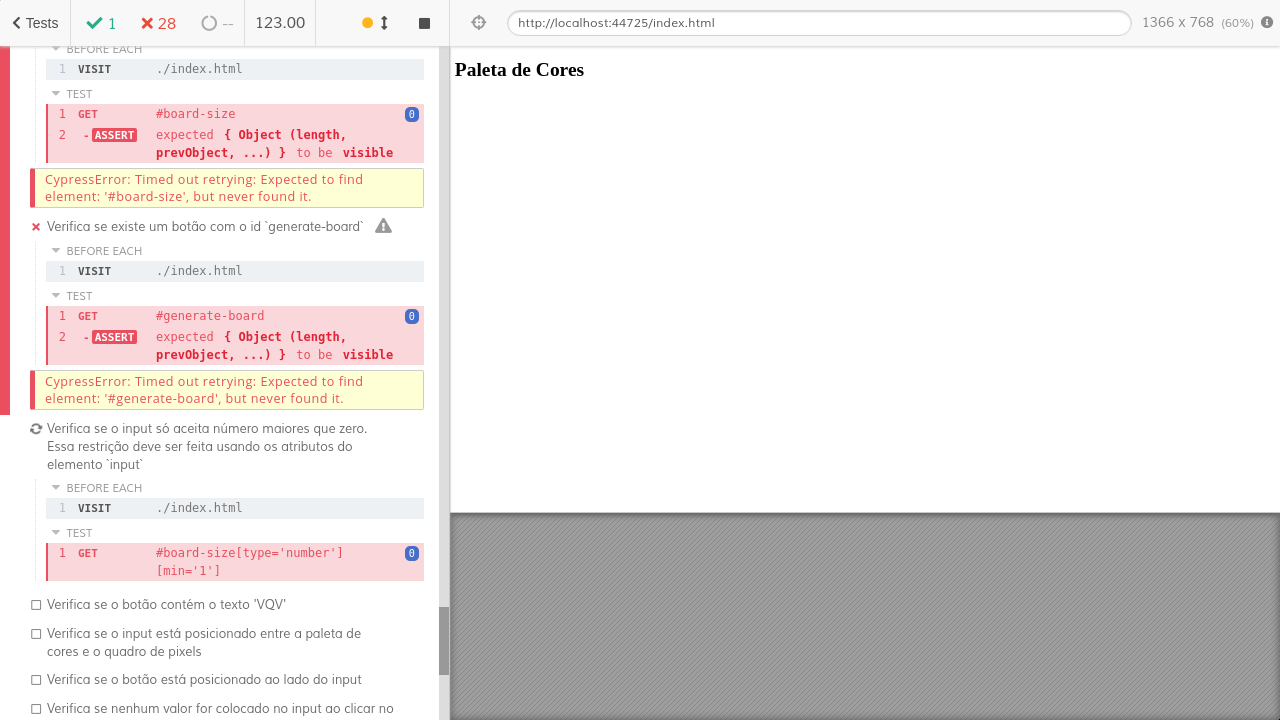 Tests
1
28
--
123.00
http://localhost:44725/index.html
1366 x 768 (60%)
BEFORE EACH
1 VISIT ./index.html
TEST
1 GET #board-size 0
2 -ASSERT expected { Object (length,
prevObject, ...) } to be visible
CypressError: Timed out retrying: Expected to find
element: '#board-size', but never found it.
Verifica se existe um botão com o id `generate-board`
BEFORE EACH
1 VISIT ./index.html
TEST
1 GET #generate-board 0
2 -ASSERT expected { Object (length,
prevObject, ...) } to be visible
CypressError: Timed out retrying: Expected to find
element: '#generate-board', but never found it.
Verifica se o input só aceita número maiores que zero.
Essa restrição deve ser feita usando os atributos do
elemento `input`
BEFORE EACH
1 VISIT ./index.html
TEST
1 GET #board-size[type='number'] 0
[min='1']
Verifica se o botão contém o texto 'VQV'
Verifica se o input está posicionado entre a paleta de
cores e o quadro de pixels
Verifica se o botão está posicionado ao lado do input
Verifica se nenhum valor for colocado no input ao clicar no
Paleta de Cores